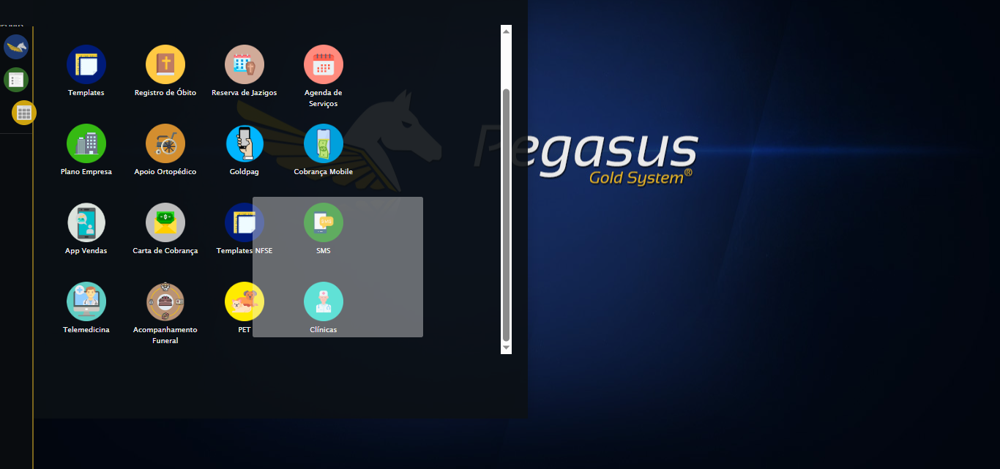 Templates
Registro de Óbito
Reserva de Jazigos
Agenda de
Serviços
Plano Empresa
Apoio Ortopédico
Goldpag
Cobrança Mobile
Pegasus
Gold System®
App Vendas
Carta de Cobrança
Templates NFSE
SMS
SMS
Telemedicina
Acompanhamento
Funeral
PET
Clínicas